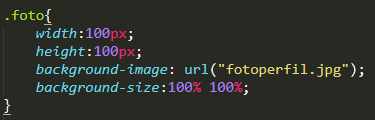 .foto{
width:100px;
height:100px;
background-image: url("fotoperfil.jpg");
background-size:100% 100%;
}